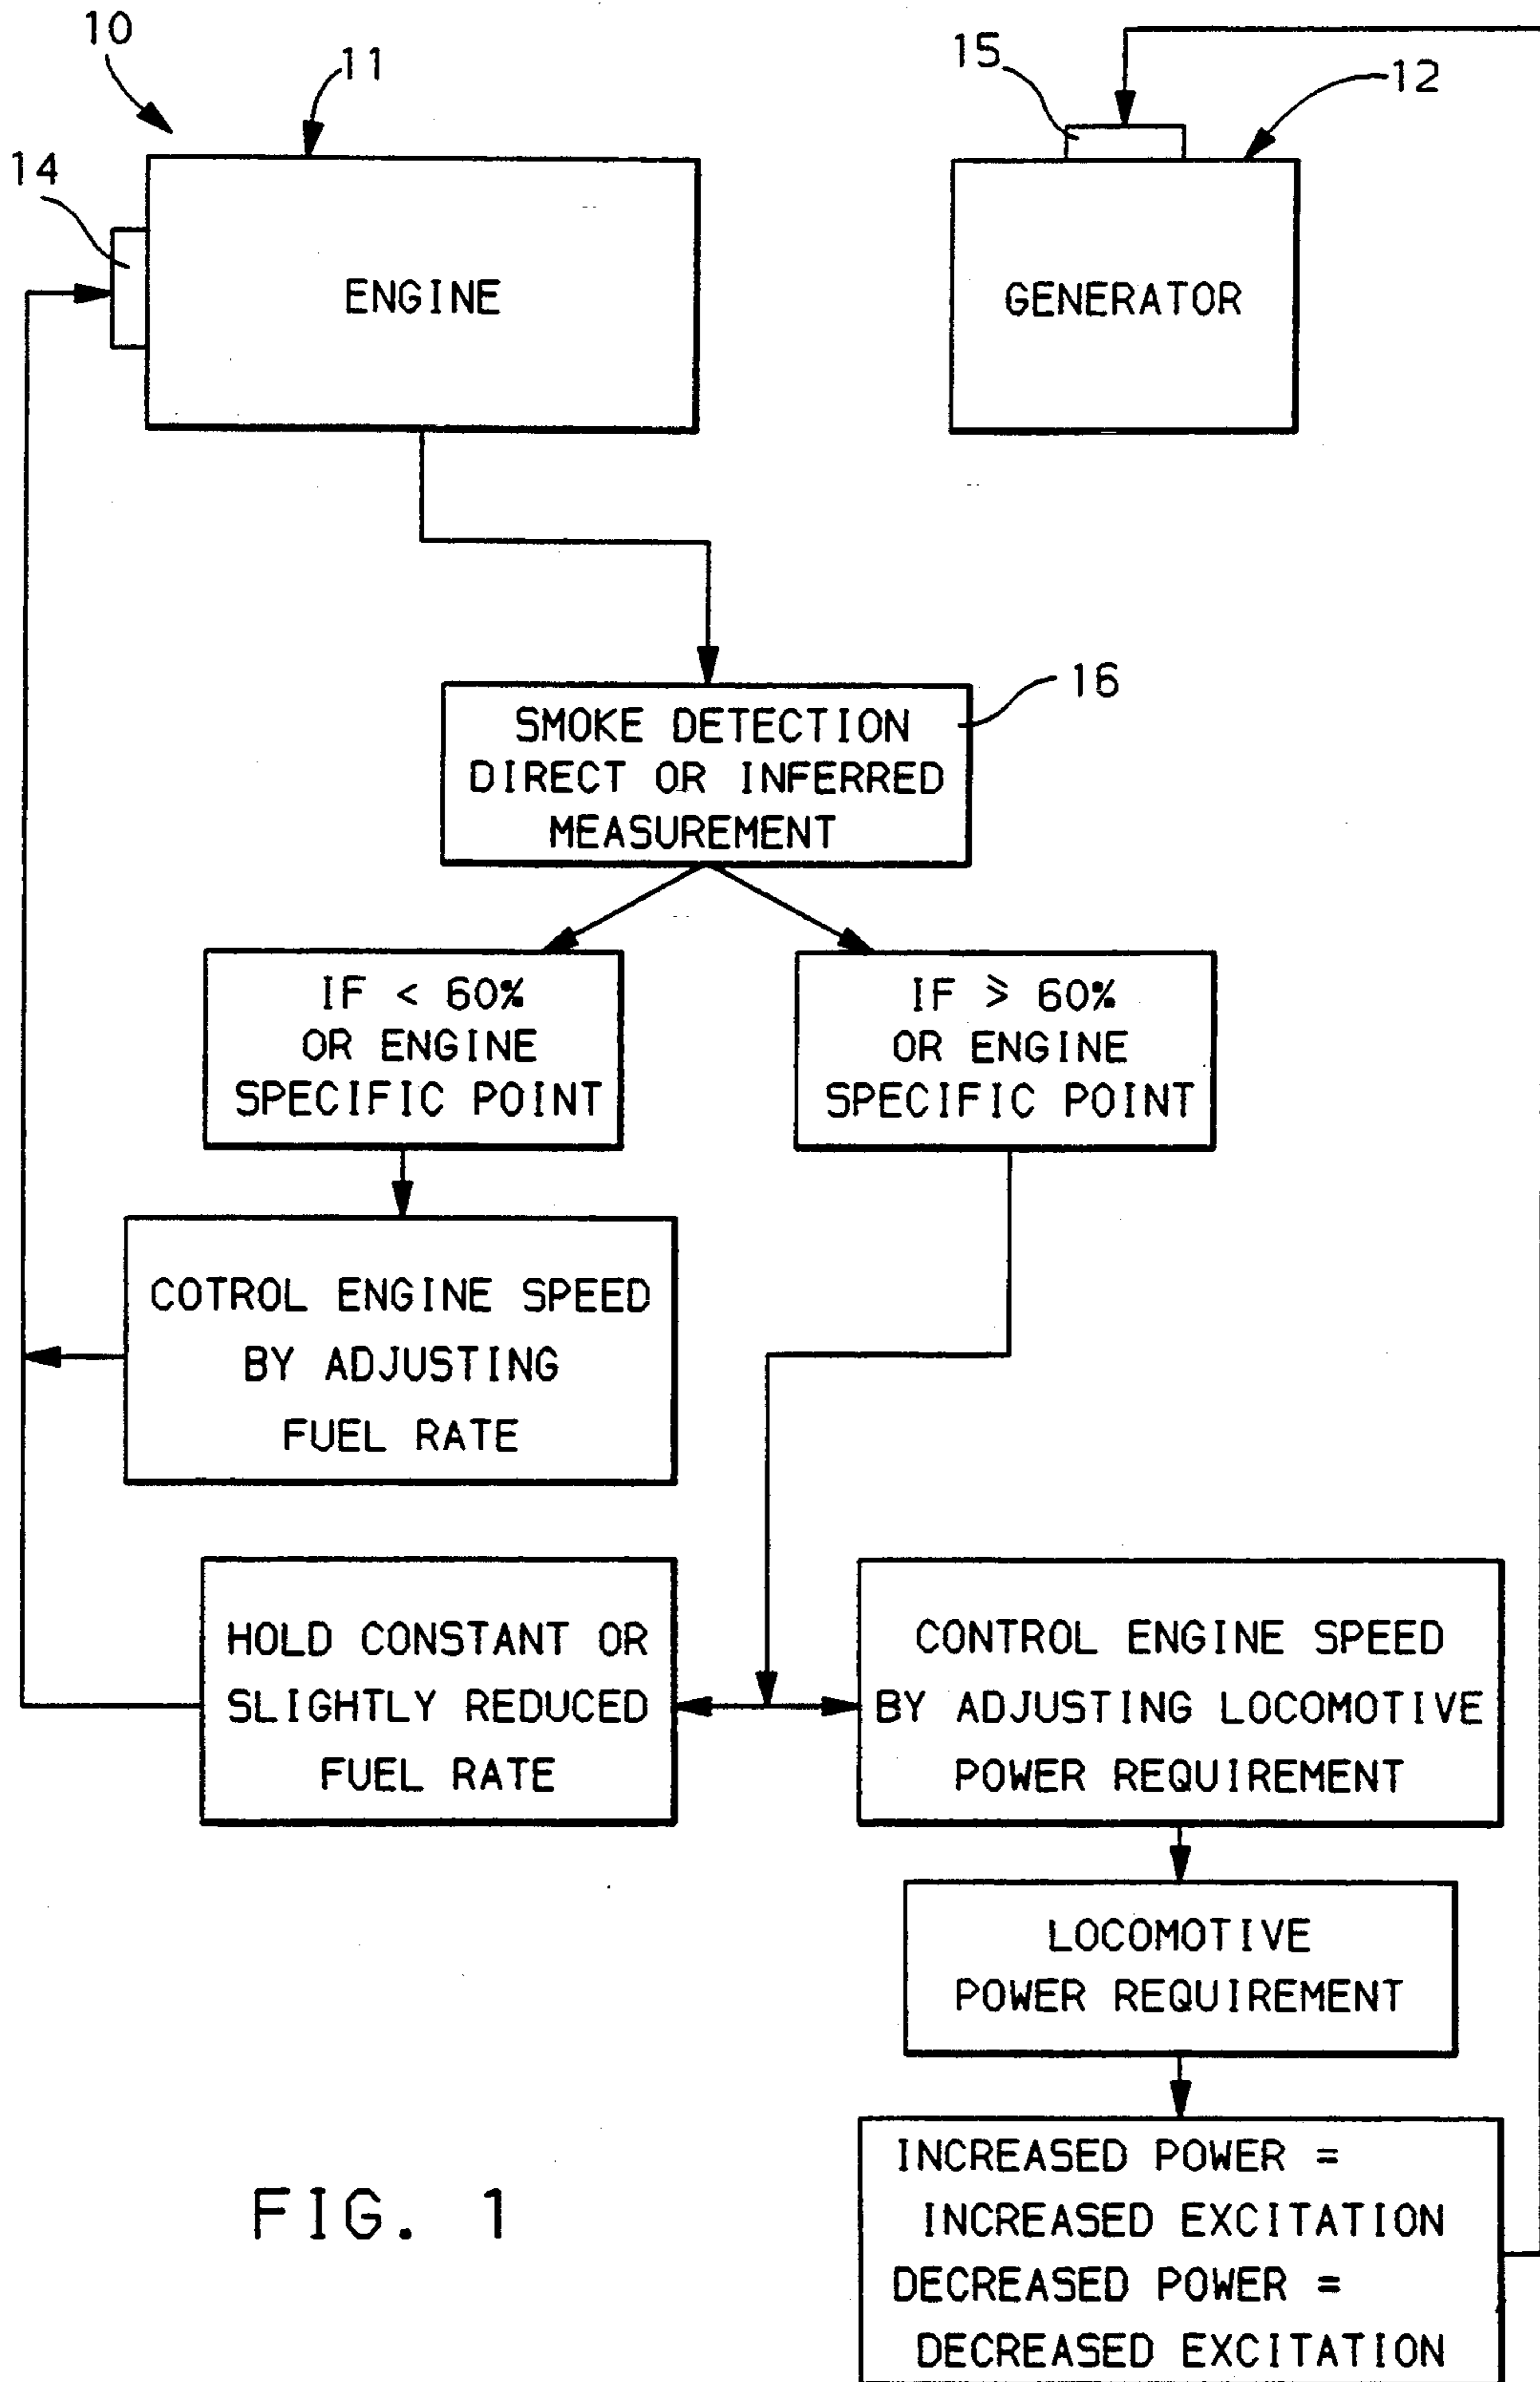 10
11
15
12
14
ENGINE
GENERATOR
16
SMOKE DETECTION
DIRECT OR INFERRED
MEASUREMENT
IF < 60%
OR ENGINE
SPECIFIC POINT
IF ⩾ 60%
OR ENGINE
SPECIFIC POINT
COTROL ENGINE SPEED
BY ADJUSTING
FUEL RATE
HOLD CONSTANT OR
SLIGHTLY REDUCED
FUEL RATE
CONTROL ENGINE SPEED
BY ADJUSTING LOCOMOTIVE
POWER REQUIREMENT
LOCOMOTIVE
POWER REQUIREMENT
INCREASED POWER =
INCREASED EXCITATION
DECREASED POWER =
DECREASED EXCITATION
FIG. 1